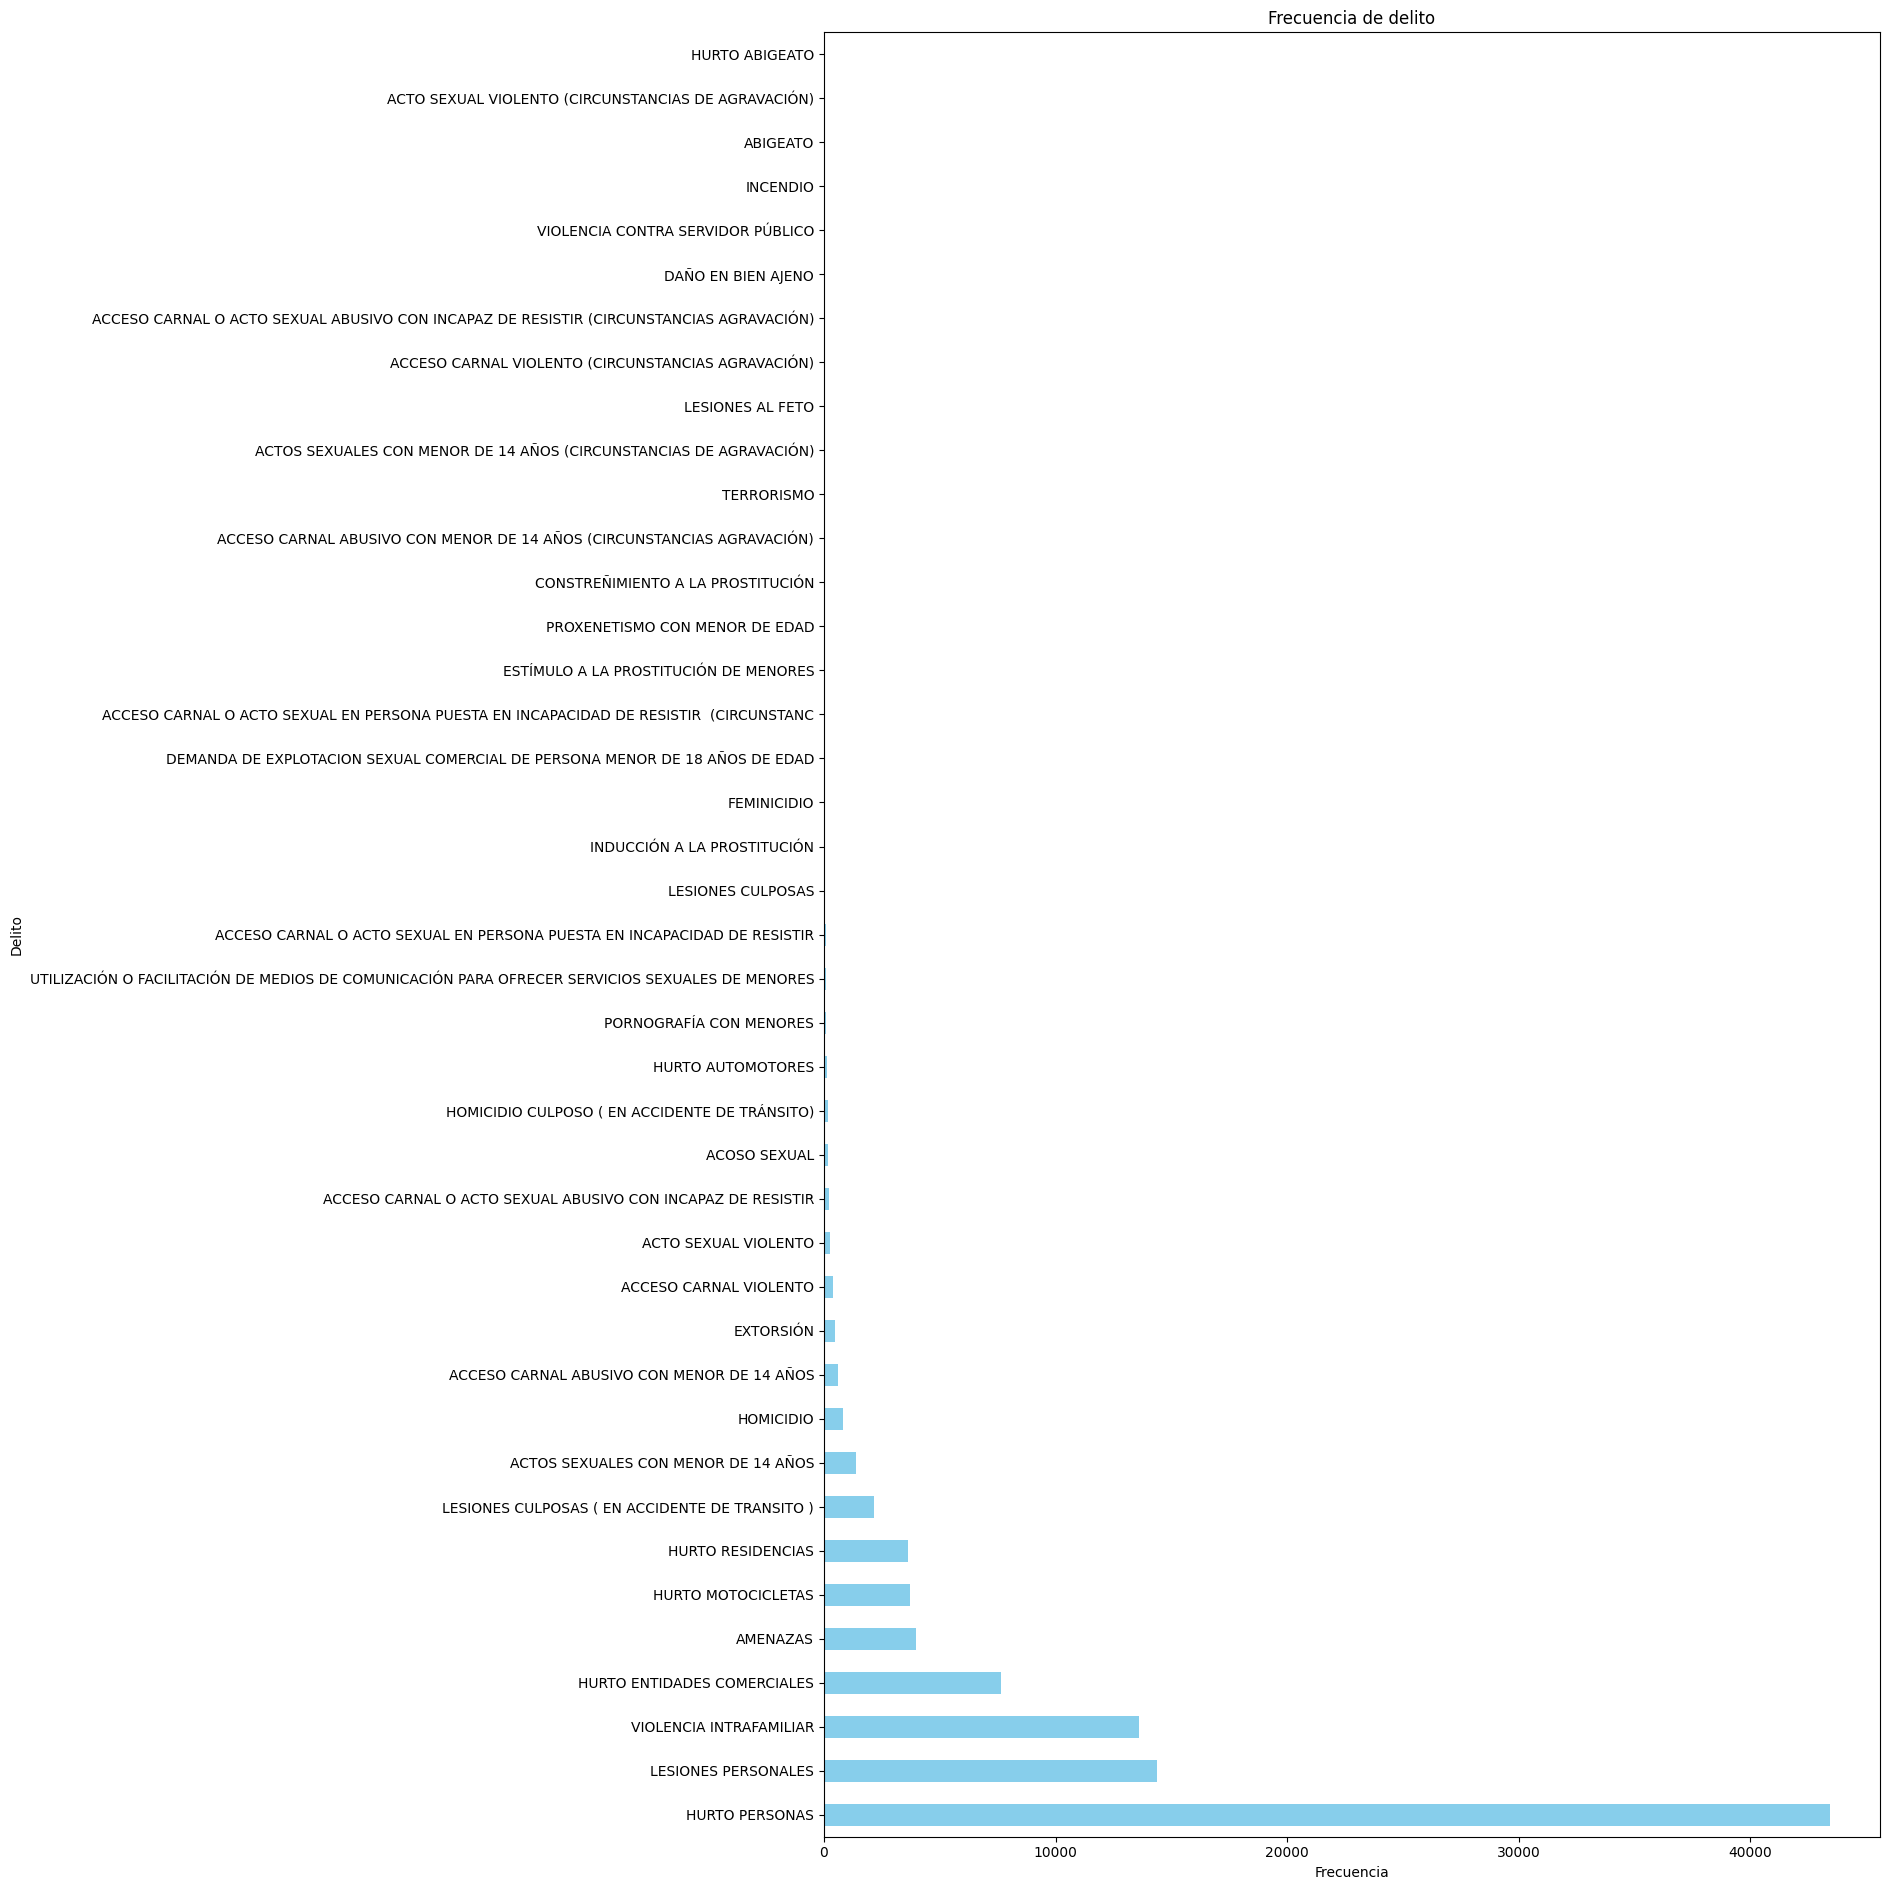 Frecuencia de delito
HURTO ABIGEATO
ACTO SEXUAL VIOLENTO (CIRCUNSTANCIAS DE AGRAVACIÓN)
ABIGEATO
INCENDIO
VIOLENCIA CONTRA SERVIDOR PÚBLICO
DAÑO EN BIEN AJENO
ACCESO CARNAL O ACTO SEXUAL ABUSIVO CON INCAPAZ DE RESISTIR (CIRCUNSTANCIAS AGRAVACIÓN)
ACCESO CARNAL VIOLENTO (CIRCUNSTANCIAS AGRAVACIÓN)
LESIONES AL FETO
ACTOS SEXUALES CON MENOR DE 14 AÑOS (CIRCUNSTANCIAS DE AGRAVACIÓN)
TERRORISMO
ACCESO CARNAL ABUSIVO CON MENOR DE 14 AÑOS (CIRCUNSTANCIAS AGRAVACIÓN)
CONSTREÑIMIENTO A LA PROSTITUCIÓN
PROXENETISMO CON MENOR DE EDAD
ESTÍMULO A LA PROSTITUCIÓN DE MENORES
ACCESO CARNAL O ACTO SEXUAL EN PERSONA PUESTA EN INCAPACIDAD DE RESISTIR  (CIRCUNSTANC
DEMANDA DE EXPLOTACION SEXUAL COMERCIAL DE PERSONA MENOR DE 18 AÑOS DE EDAD
FEMINICIDIO
INDUCCIÓN A LA PROSTITUCIÓN
LESIONES CULPOSAS
ACCESO CARNAL O ACTO SEXUAL EN PERSONA PUESTA EN INCAPACIDAD DE RESISTIR
UTILIZACIÓN O FACILITACIÓN DE MEDIOS DE COMUNICACIÓN PARA OFRECER SERVICIOS SEXUALES DE MENORES
PORNOGRAFÍA CON MENORES
HURTO AUTOMOTORES
HOMICIDIO CULPOSO ( EN ACCIDENTE DE TRÁNSITO)
ACOSO SEXUAL
ACCESO CARNAL O ACTO SEXUAL ABUSIVO CON INCAPAZ DE RESISTIR
ACTO SEXUAL VIOLENTO
ACCESO CARNAL VIOLENTO
EXTORSIÓN
ACCESO CARNAL ABUSIVO CON MENOR DE 14 AÑOS
HOMICIDIO
ACTOS SEXUALES CON MENOR DE 14 AÑOS
LESIONES CULPOSAS ( EN ACCIDENTE DE TRANSITO )
HURTO RESIDENCIAS
HURTO MOTOCICLETAS
AMENAZAS
HURTO ENTIDADES COMERCIALES
VIOLENCIA INTRAFAMILIAR
LESIONES PERSONALES
HURTO PERSONAS
Delito
0 10000 20000 30000 40000
Frecuencia